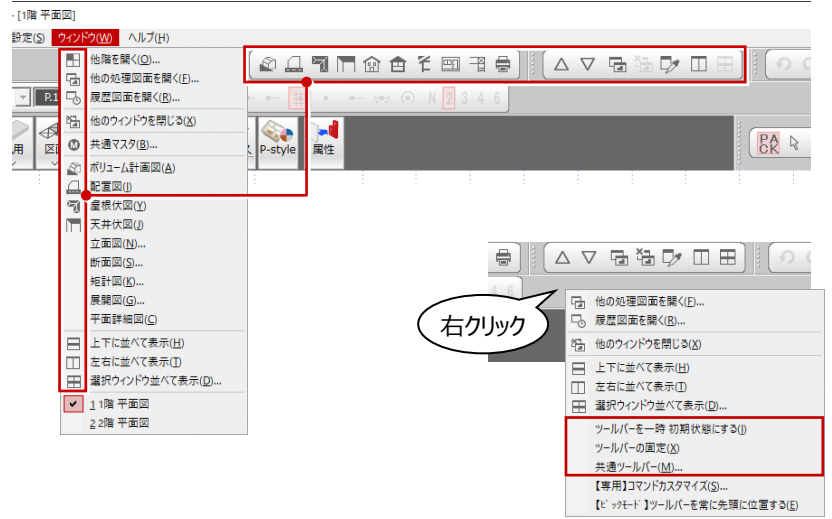 - [1階 平面図]
設定(S) ウィンドウ(W) ヘルプ(H)
他階を開く(O)...
他の処理図面を開く(F)...
履歴図面を開く(R)...
他のウィンドウを閉じる(X)
共通マスタ(B)...
ボリューム計画図(A)
配置図(I)
屋根伏図(Y)
天井伏図(J)
立面図(N)...
断面図(S)...
矩計図(K)...
展開図(G)...
平面詳細図(C)
上下に並べて表示(H)
左右に並べて表示(T)
選択ウィンドウ並べて表示(D)...
1 1階 平面図
2 2階 平面図
N 2 3 4 6
P-style 属性
PA
CK
4 6
右クリック
他の処理図面を開く(F)...
履歴図面を開く(R)...
他のウィンドウを閉じる(X)
上下に並べて表示(H)
左右に並べて表示(T)
選択ウィンドウ並べて表示(D)...
ツールバーを一時 初期状態にする(I)
ツールバーの固定(X)
共通ツールバー(M)...
【専用】コマンドカスタマイズ(S)...
【ピックモード】ツールバーを常に先頭に位置する(E)